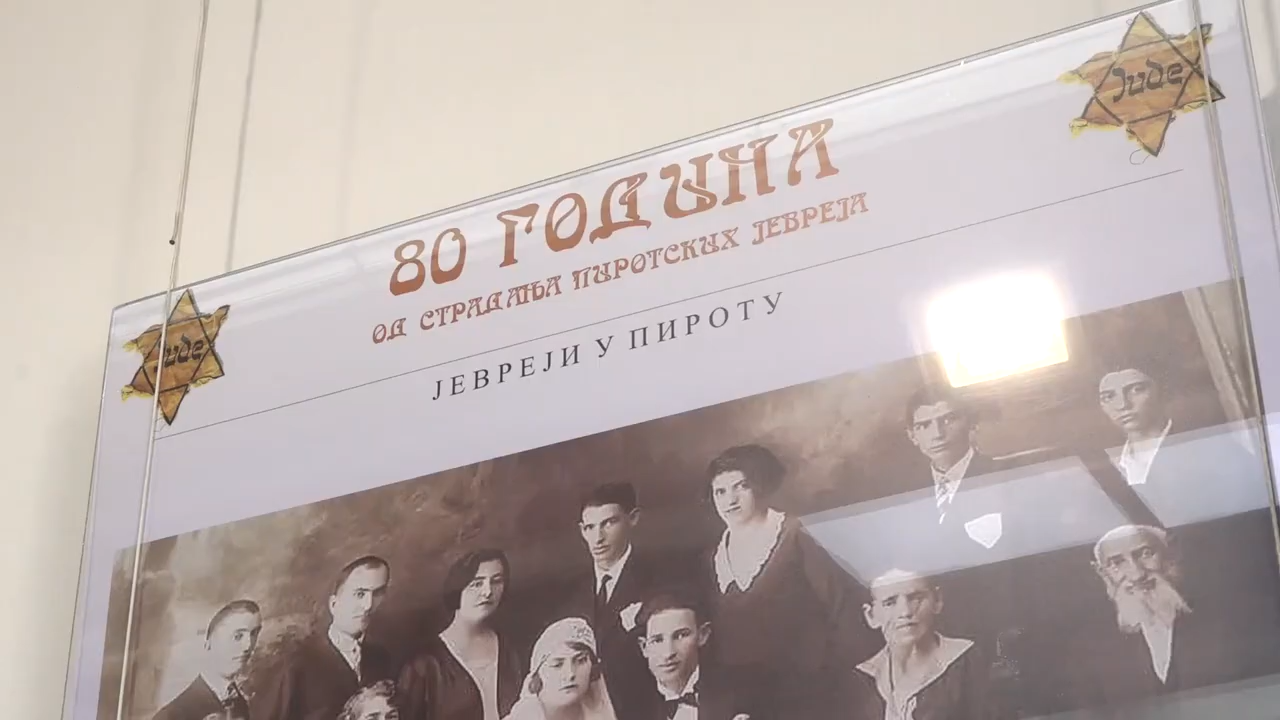 Jude
80 ГОДИНА
ОД СТРАДАЊА ПИРОТСКИХ ЈЕВРЕЈА
Jude
ЈЕВРЕЈИ У ПИРОТУ